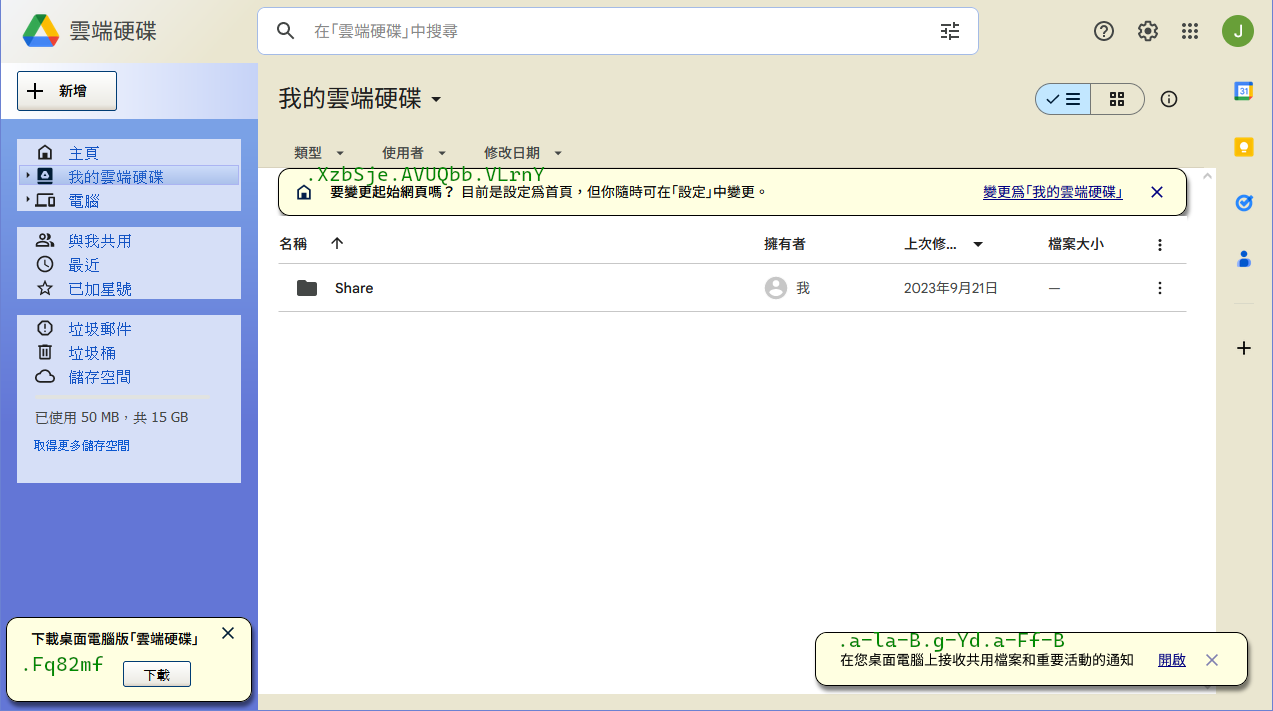 雲端硬碟
在「雲端硬碟」中搜尋
J
新增
我的雲端硬碟
31
類型 使用者 修改日期
主頁
我的雲端硬碟
電腦
.XzbSje.AVUQbb.VLrnY
要變更起始網頁嗎？ 目前是設定為首頁，但你隨時可在「設定」中變更。 變更為「我的雲端硬碟」
與我共用
最近
已加星號
名稱 擁有者 上次修... 檔案大小
Share 我 2023年9月21日 —
垃圾郵件
垃圾桶
儲存空間
已使用 50 MB，共 15 GB
取得更多儲存空間
下載桌面電腦版「雲端硬碟」
.Fq82mf
下載
.a-la-B.g-Yd.a-Ff-B
在您桌面電腦上接收共用檔案和重要活動的通知 開啟